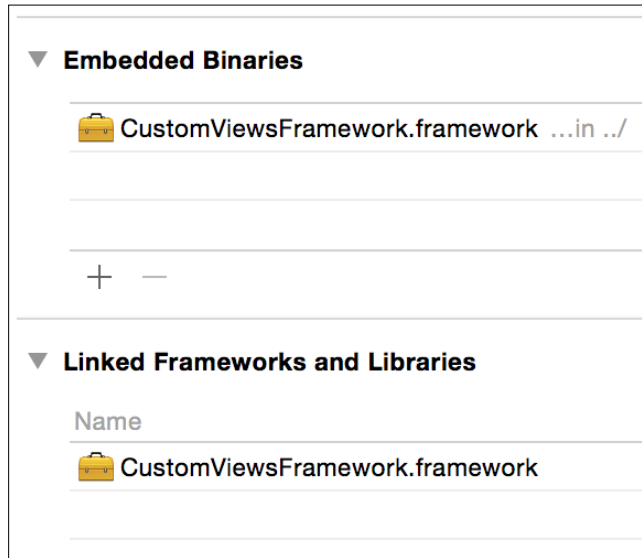 Embedded Binaries
CustomViewsFramework.framework ...in ../
Linked Frameworks and Libraries
Name
CustomViewsFramework.framework